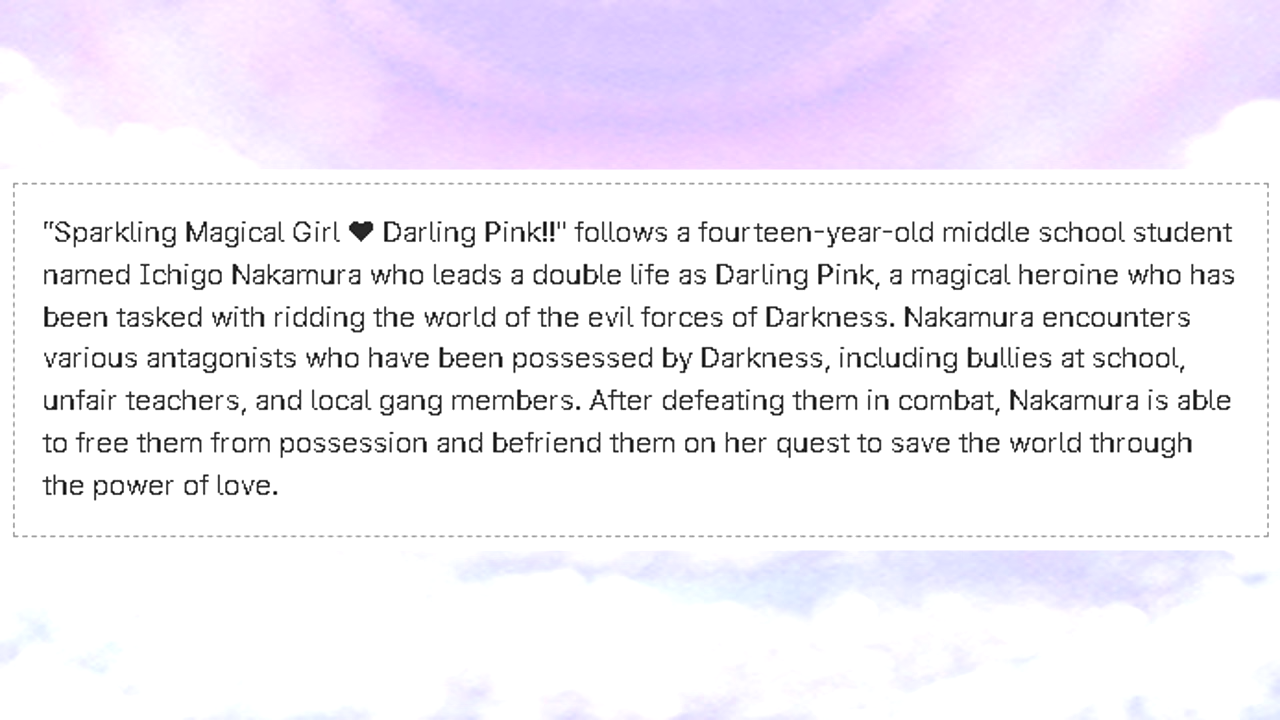 "Sparkling Magical Girl ♥ Darling Pink!!" follows a fourteen-year-old middle school student
named Ichigo Nakamura who leads a double life as Darling Pink, a magical heroine who has
been tasked with ridding the world of the evil forces of Darkness. Nakamura encounters
various antagonists who have been possessed by Darkness, including bullies at school,
unfair teachers, and local gang members. After defeating them in combat, Nakamura is able
to free them from possession and befriend them on her quest to save the world through
the power of love.